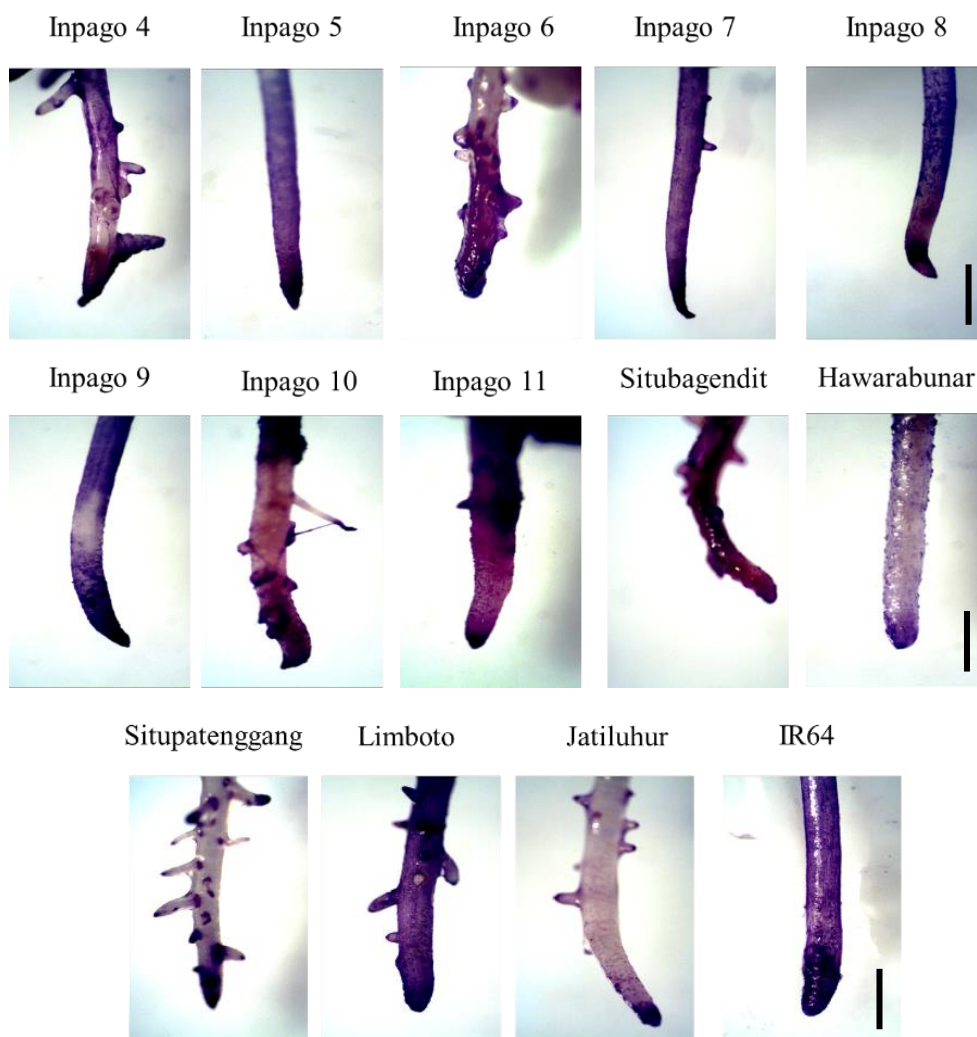 Inpago 4
Inpago 5
Inpago 6
Inpago 7
Inpago 8
Inpago 9
Inpago 10
Inpago 11
Situbagendit
Hawarabunar
Situpatenggang
Limboto
Jatiluhur
IR64